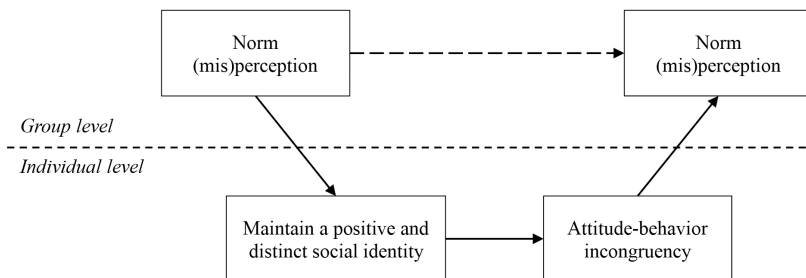 Norm
(mis)perception
Norm
(mis)perception
Group level
Individual level
Maintain a positive and
distinct social identity
Attitude-behavior
incongruency